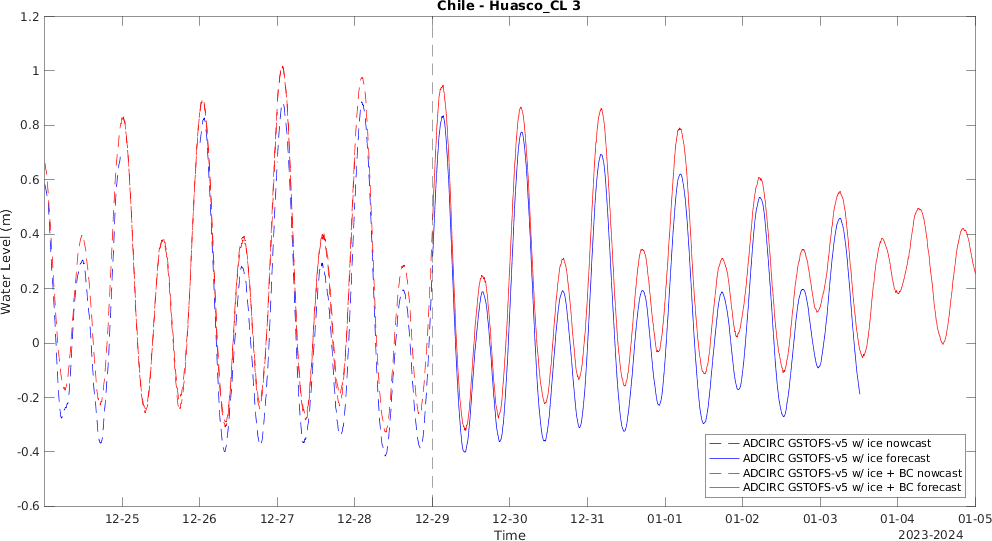 Chile - Huasco_CL 3
Water Level (m)
1.2
1
0.8
0.6
0.4
0.2
0
-0.2
-0.4
-0.6
ADCIRC GSTOFS-v5 w/ ice nowcast
ADCIRC GSTOFS-v5 w/ ice forecast
ADCIRC GSTOFS-v5 w/ ice + BC nowcast
ADCIRC GSTOFS-v5 w/ ice + BC forecast
12-25 12-26 12-27 12-28 12-29 12-30 12-31 01-01 01-02 01-03 01-04 01-05
Time
2023-2024